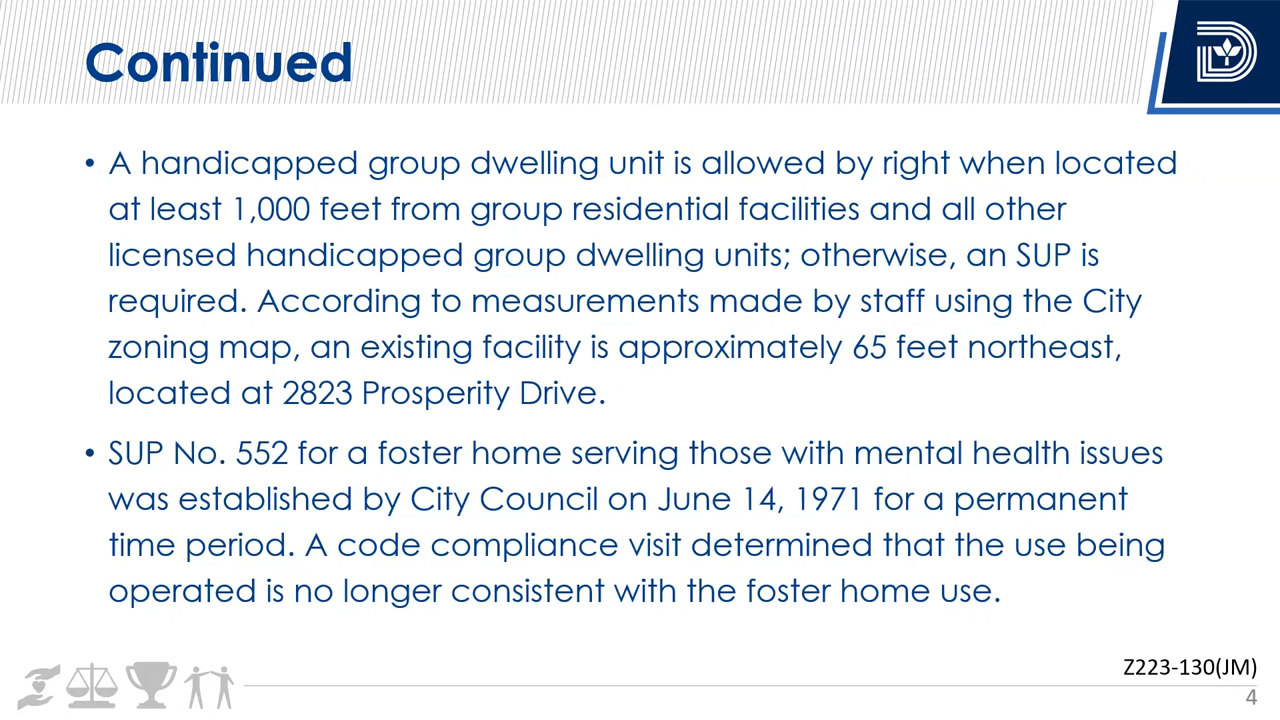 Continued
• A handicapped group dwelling unit is allowed by right when located
at least 1,000 feet from group residential facilities and all other
licensed handicapped group dwelling units; otherwise, an SUP is
required. According to measurements made by staff using the City
zoning map, an existing facility is approximately 65 feet northeast,
located at 2823 Prosperity Drive.
• SUP No. 552 for a foster home serving those with mental health issues
was established by City Council on June 14, 1971 for a permanent
time period. A code compliance visit determined that the use being
operated is no longer consistent with the foster home use.
Z223-130(JM)
4